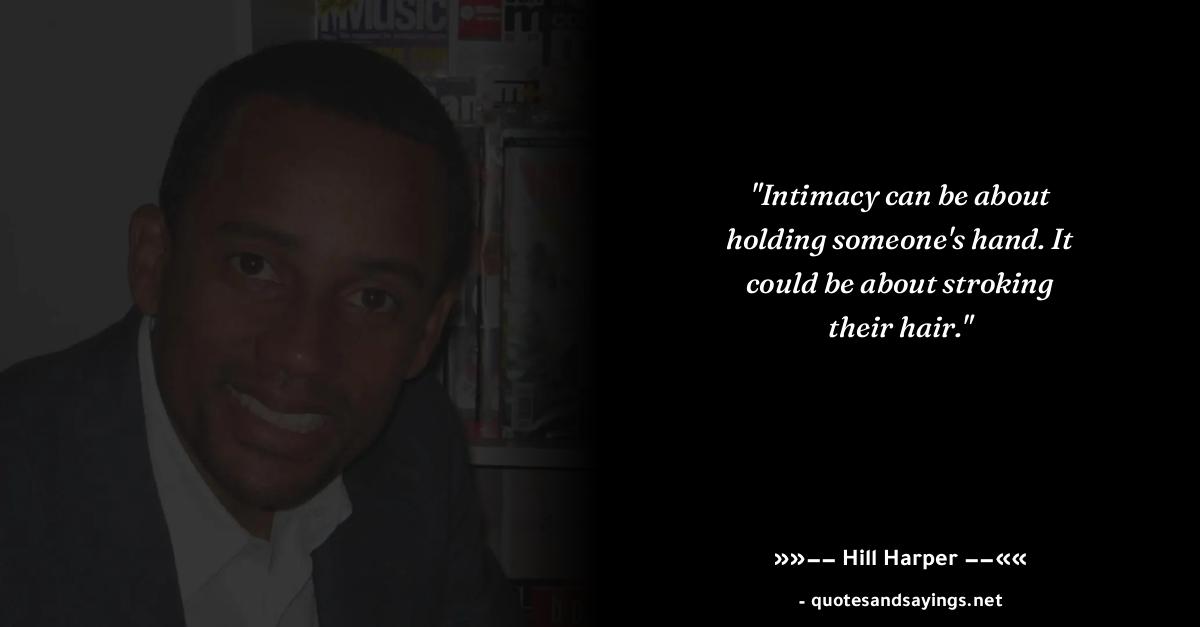 "Intimacy can be about
holding someone's hand. It
could be about stroking
their hair."
»»–– Hill Harper ––««
- quotesandsayings.net